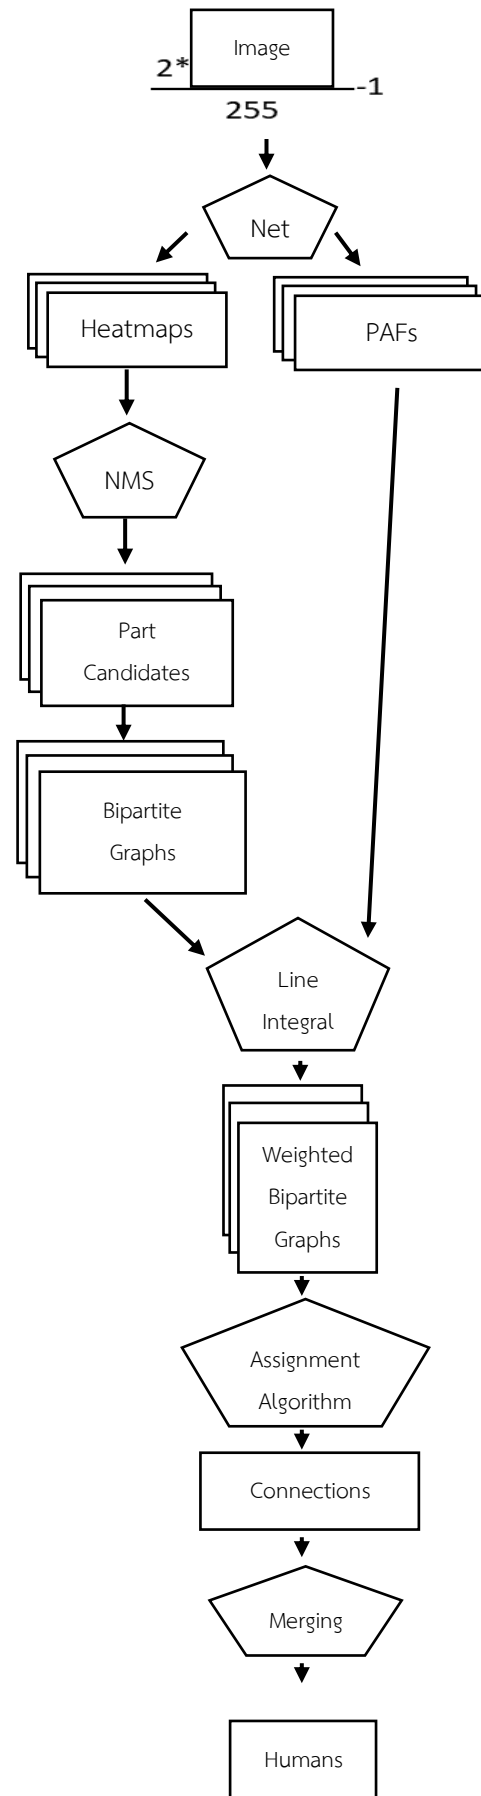 Image
2*
-1
255
Net
Heatmaps
PAFs
NMS
Part
Candidates
Bipartite
Graphs
Line
Integral
Weighted
Bipartite
Graphs
Assignment
Algorithm
Connections
Merging
Humans